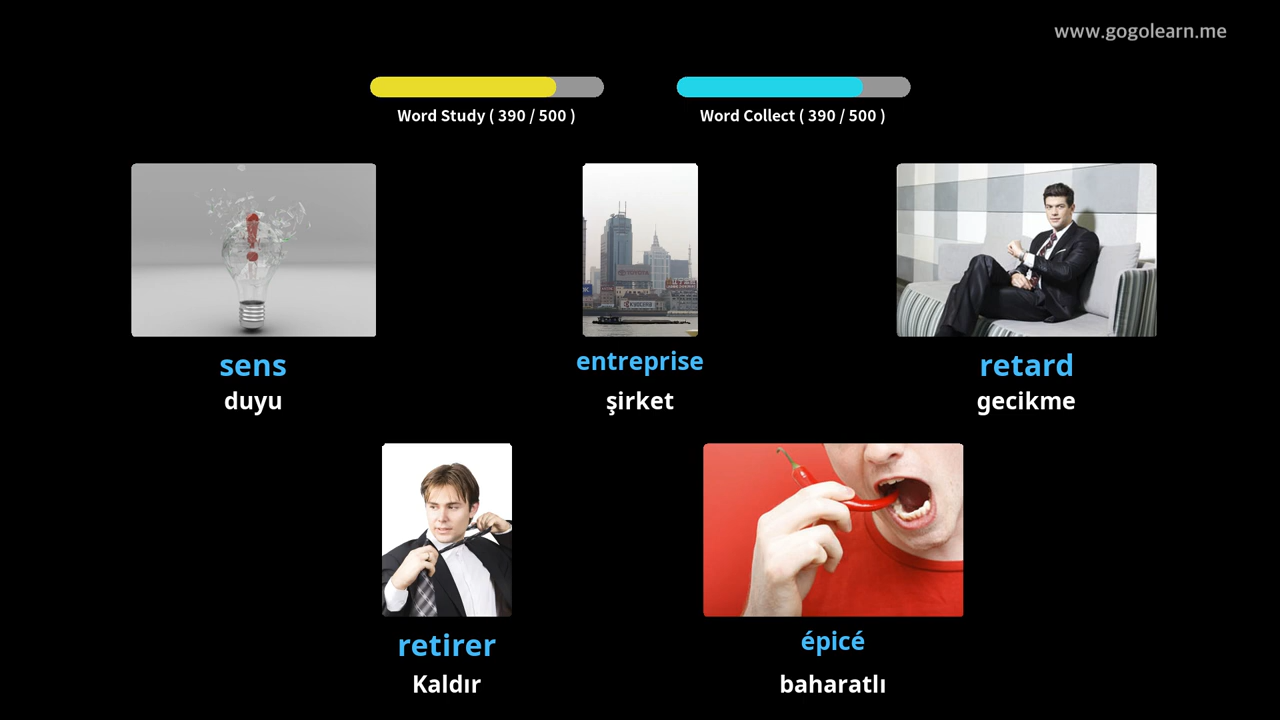 www.gogolearn.me
Word Study ( 390 / 500 )
Word Collect ( 390 / 500 )
TOYOTA
sens
entreprise
retard
duyu
şirket
gecikme
retirer
épicé
Kaldır
baharatlı